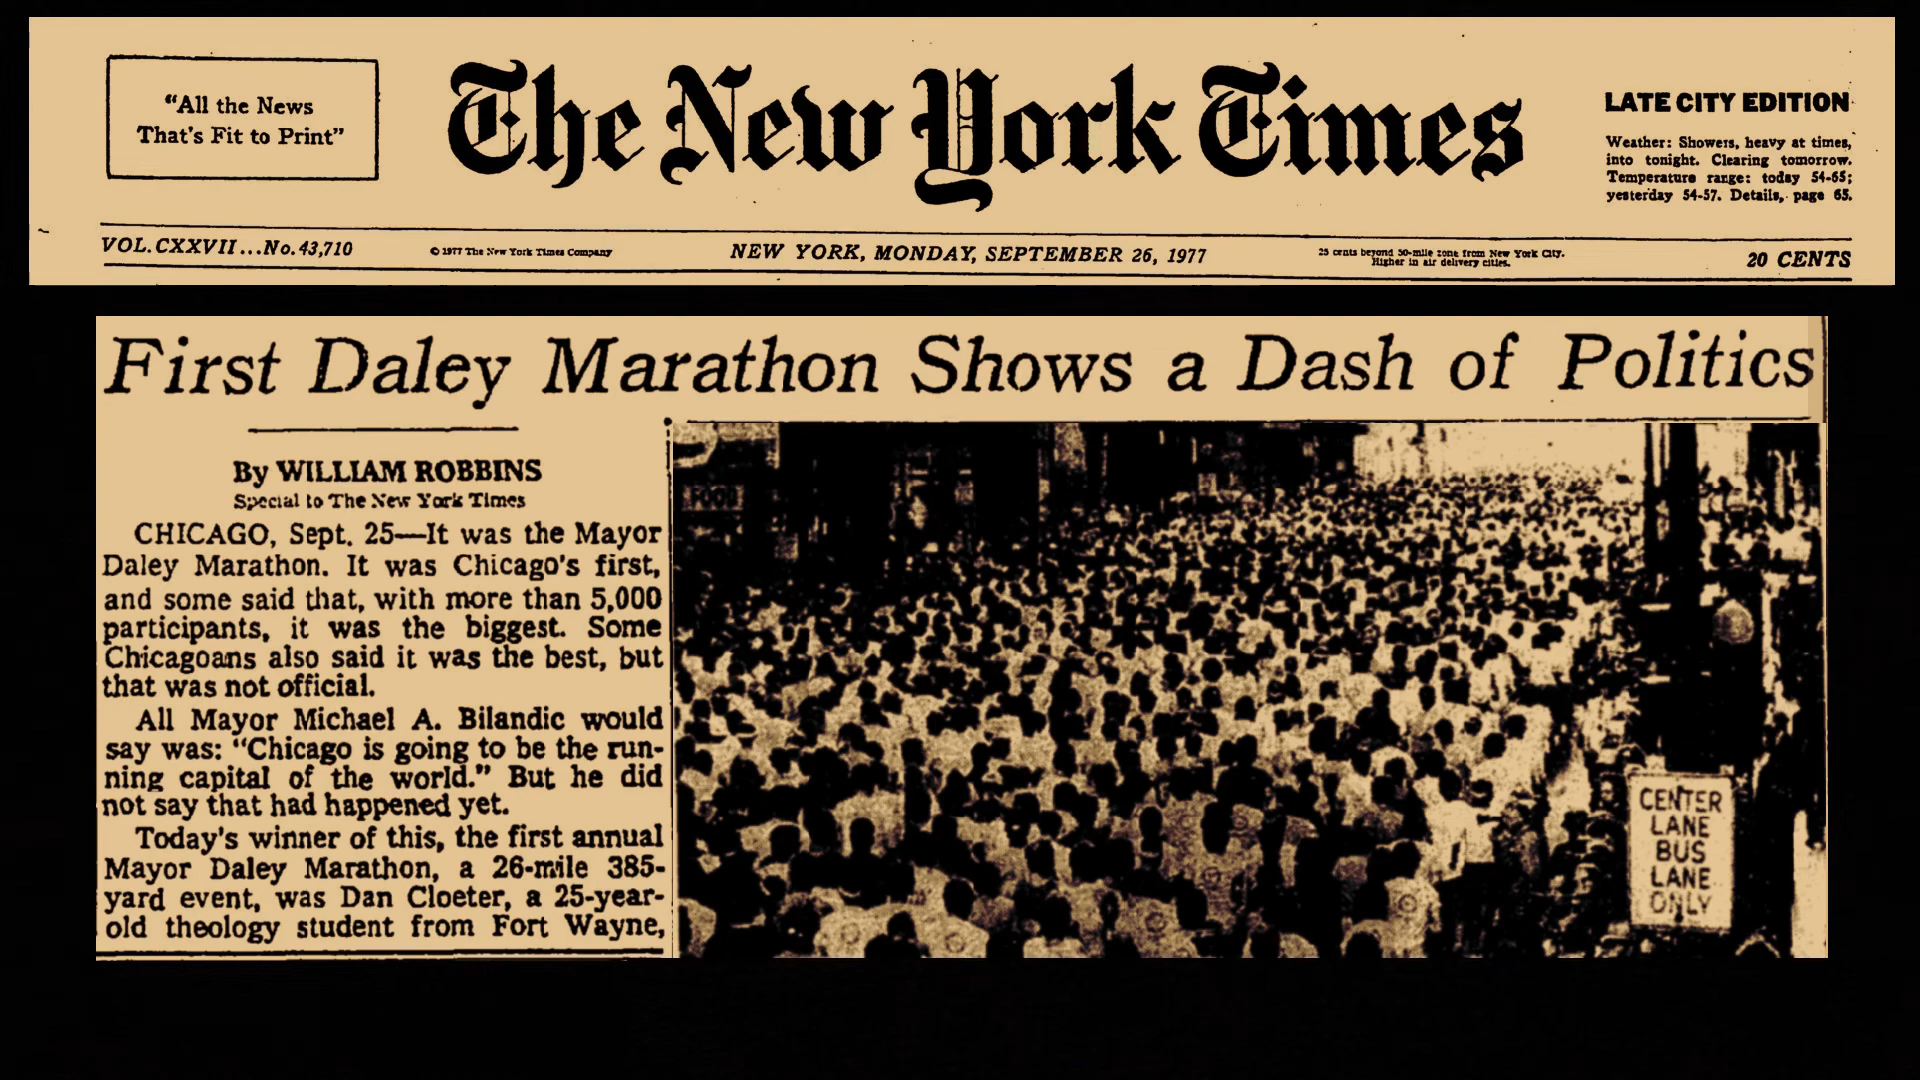 "All the News
That's Fit to Print"
The New York Times
LATE CITY EDITION
Weather: Showers, heavy at times,
into tonight. Clearing tomorrow.
Temperature range: today 54-65;
yesterday 54-57. Details, page 65.
VOL.CXXVII...No.43,710
© 1977 The New York Times Company
NEW YORK, MONDAY, SEPTEMBER 26, 1977
25 cents beyond 50-mile zone from New York City.
Higher in air delivery cities.
20 CENTS
First Daley Marathon Shows a Dash of Politics
By WILLIAM ROBBINS
Special to The New York Times
CHICAGO, Sept. 25—It was the Mayor
Daley Marathon. It was Chicago's first,
and some said that, with more than 5,000
participants, it was the biggest. Some
Chicagoans also said it was the best, but
that was not official.
All Mayor Michael A. Bilandic would
say was: "Chicago is going to be the run-
ning capital of the world." But he did
not say that had happened yet.
Today's winner of this, the first annual
Mayor Daley Marathon, a 26-mile 385-
yard event, was Dan Cloeter, a 25-year-
old theology student from Fort Wayne,
FOOD
CENTER
LANE
BUS
LANE
ONLY